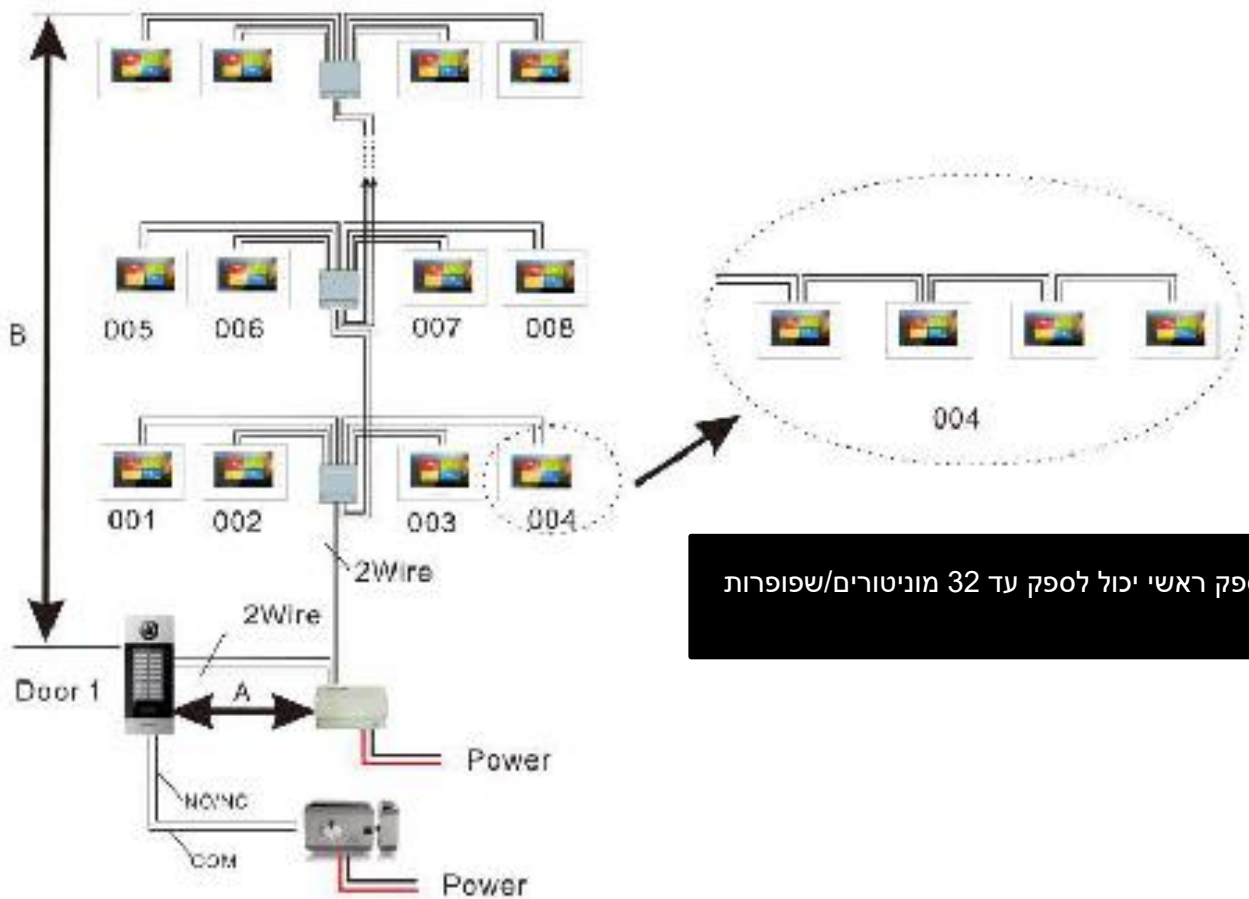 005 006 007 008
B
004
001 002 003 004
2Wire
ספק ראשי יכול לספק עד 32 מוניטורים/שפופרות
2Wire
Door 1
A
Power
NO/NC
COM
Power